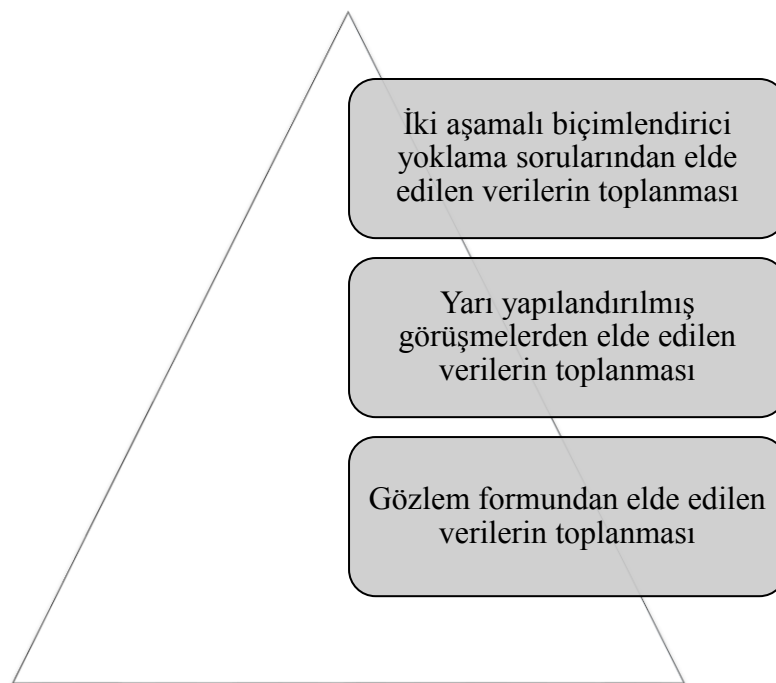 İki aşamalı biçimlendirici
yoklama sorularından elde
edilen verilerin toplanması
Yarı yapılandırılmış
görüşmelerden elde edilen
verilerin toplanması
Gözlem formundan elde edilen
verilerin toplanması